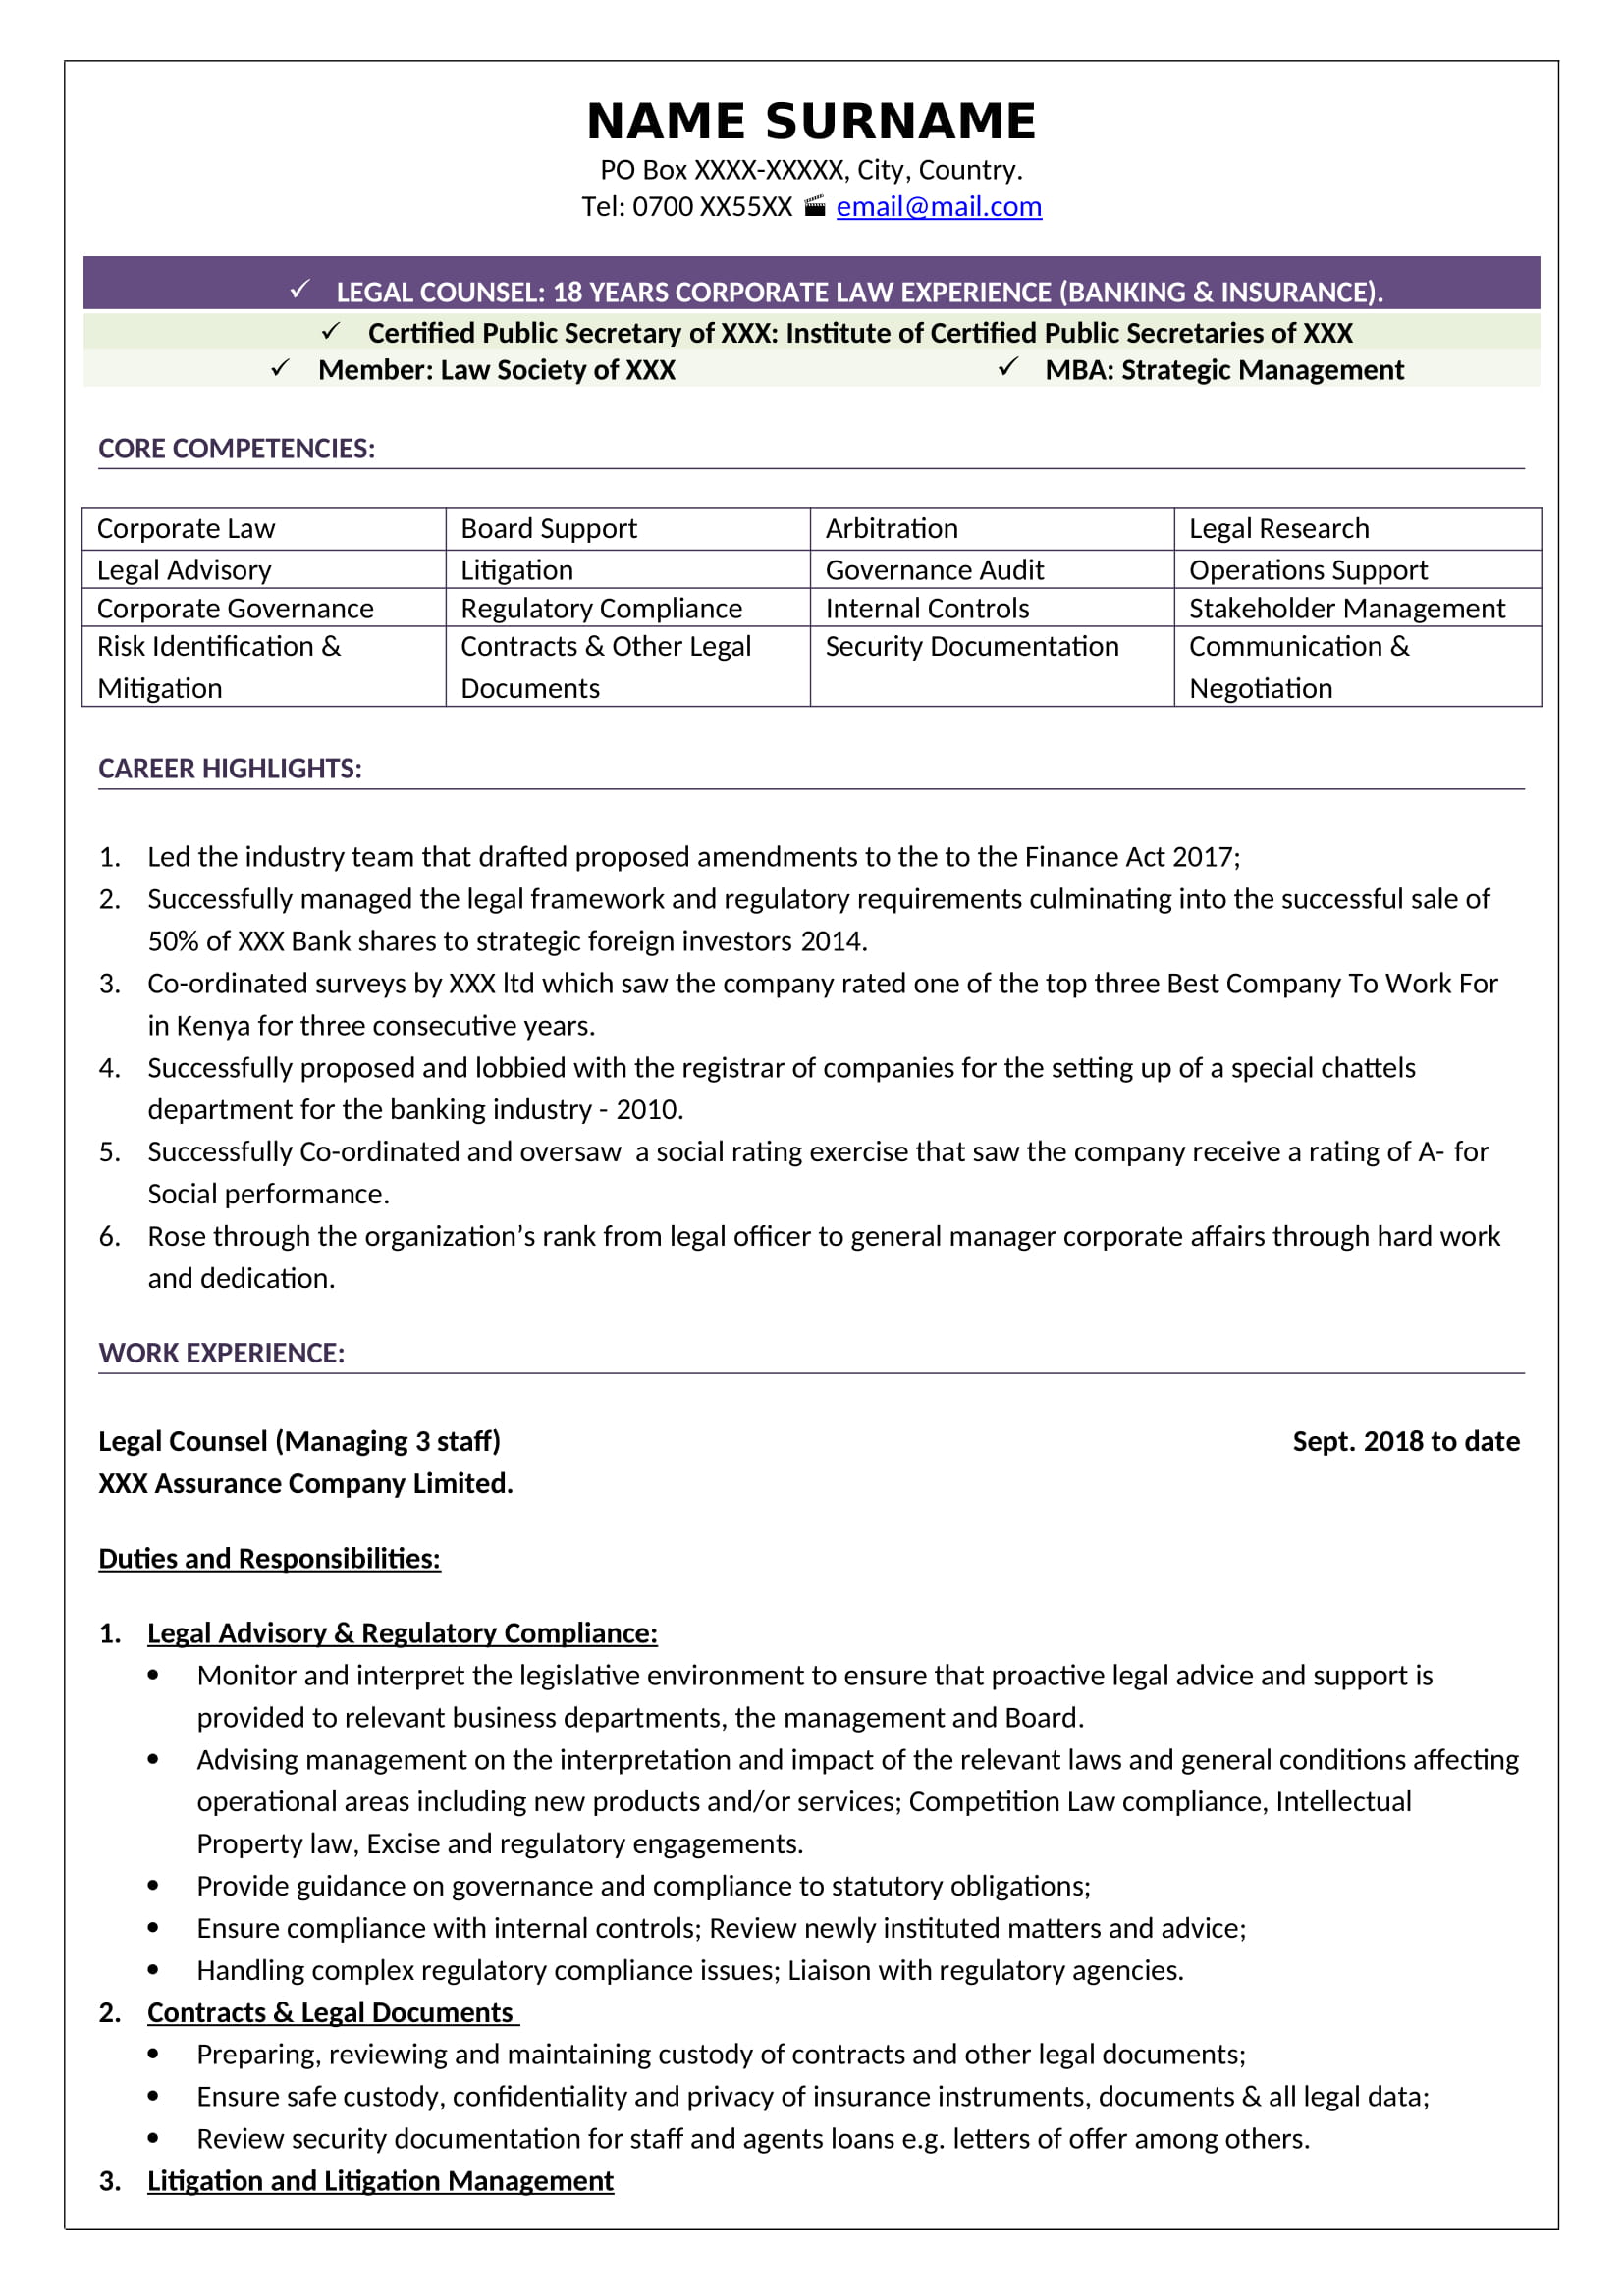 NAME SURNAME
PO Box XXXX-XXXXX, City, Country.
Tel: 0700 XX55XX email@mail.com
✓ LEGAL COUNSEL: 18 YEARS CORPORATE LAW EXPERIENCE (BANKING & INSURANCE).
✓ Certified Public Secretary of XXX: Institute of Certified Public Secretaries of XXX
✓ Member: Law Society of XXX ✓ MBA: Strategic Management
CORE COMPETENCIES:
Corporate Law Board Support Arbitration Legal Research
Legal Advisory Litigation Governance Audit Operations Support
Corporate Governance Regulatory Compliance Internal Controls Stakeholder Management
Risk Identification & Contracts & Other Legal Security Documentation Communication &
Mitigation Documents Negotiation
CAREER HIGHLIGHTS:
1. Led the industry team that drafted proposed amendments to the to the Finance Act 2017;
2. Successfully managed the legal framework and regulatory requirements culminating into the successful sale of
50% of XXX Bank shares to strategic foreign investors 2014.
3. Co-ordinated surveys by XXX ltd which saw the company rated one of the top three Best Company To Work For
in Kenya for three consecutive years.
4. Successfully proposed and lobbied with the registrar of companies for the setting up of a special chattels
department for the banking industry - 2010.
5. Successfully Co-ordinated and oversaw  a social rating exercise that saw the company receive a rating of A- for
Social performance.
6. Rose through the organization’s rank from legal officer to general manager corporate affairs through hard work
and dedication.
WORK EXPERIENCE:
Legal Counsel (Managing 3 staff) Sept. 2018 to date
XXX Assurance Company Limited.
Duties and Responsibilities:
1. Legal Advisory & Regulatory Compliance:
• Monitor and interpret the legislative environment to ensure that proactive legal advice and support is
provided to relevant business departments, the management and Board.
• Advising management on the interpretation and impact of the relevant laws and general conditions affecting
operational areas including new products and/or services; Competition Law compliance, Intellectual
Property law, Excise and regulatory engagements.
• Provide guidance on governance and compliance to statutory obligations;
• Ensure compliance with internal controls; Review newly instituted matters and advice;
• Handling complex regulatory compliance issues; Liaison with regulatory agencies.
2. Contracts & Legal Documents
• Preparing, reviewing and maintaining custody of contracts and other legal documents;
• Ensure safe custody, confidentiality and privacy of insurance instruments, documents & all legal data;
• Review security documentation for staff and agents loans e.g. letters of offer among others.
3. Litigation and Litigation Management